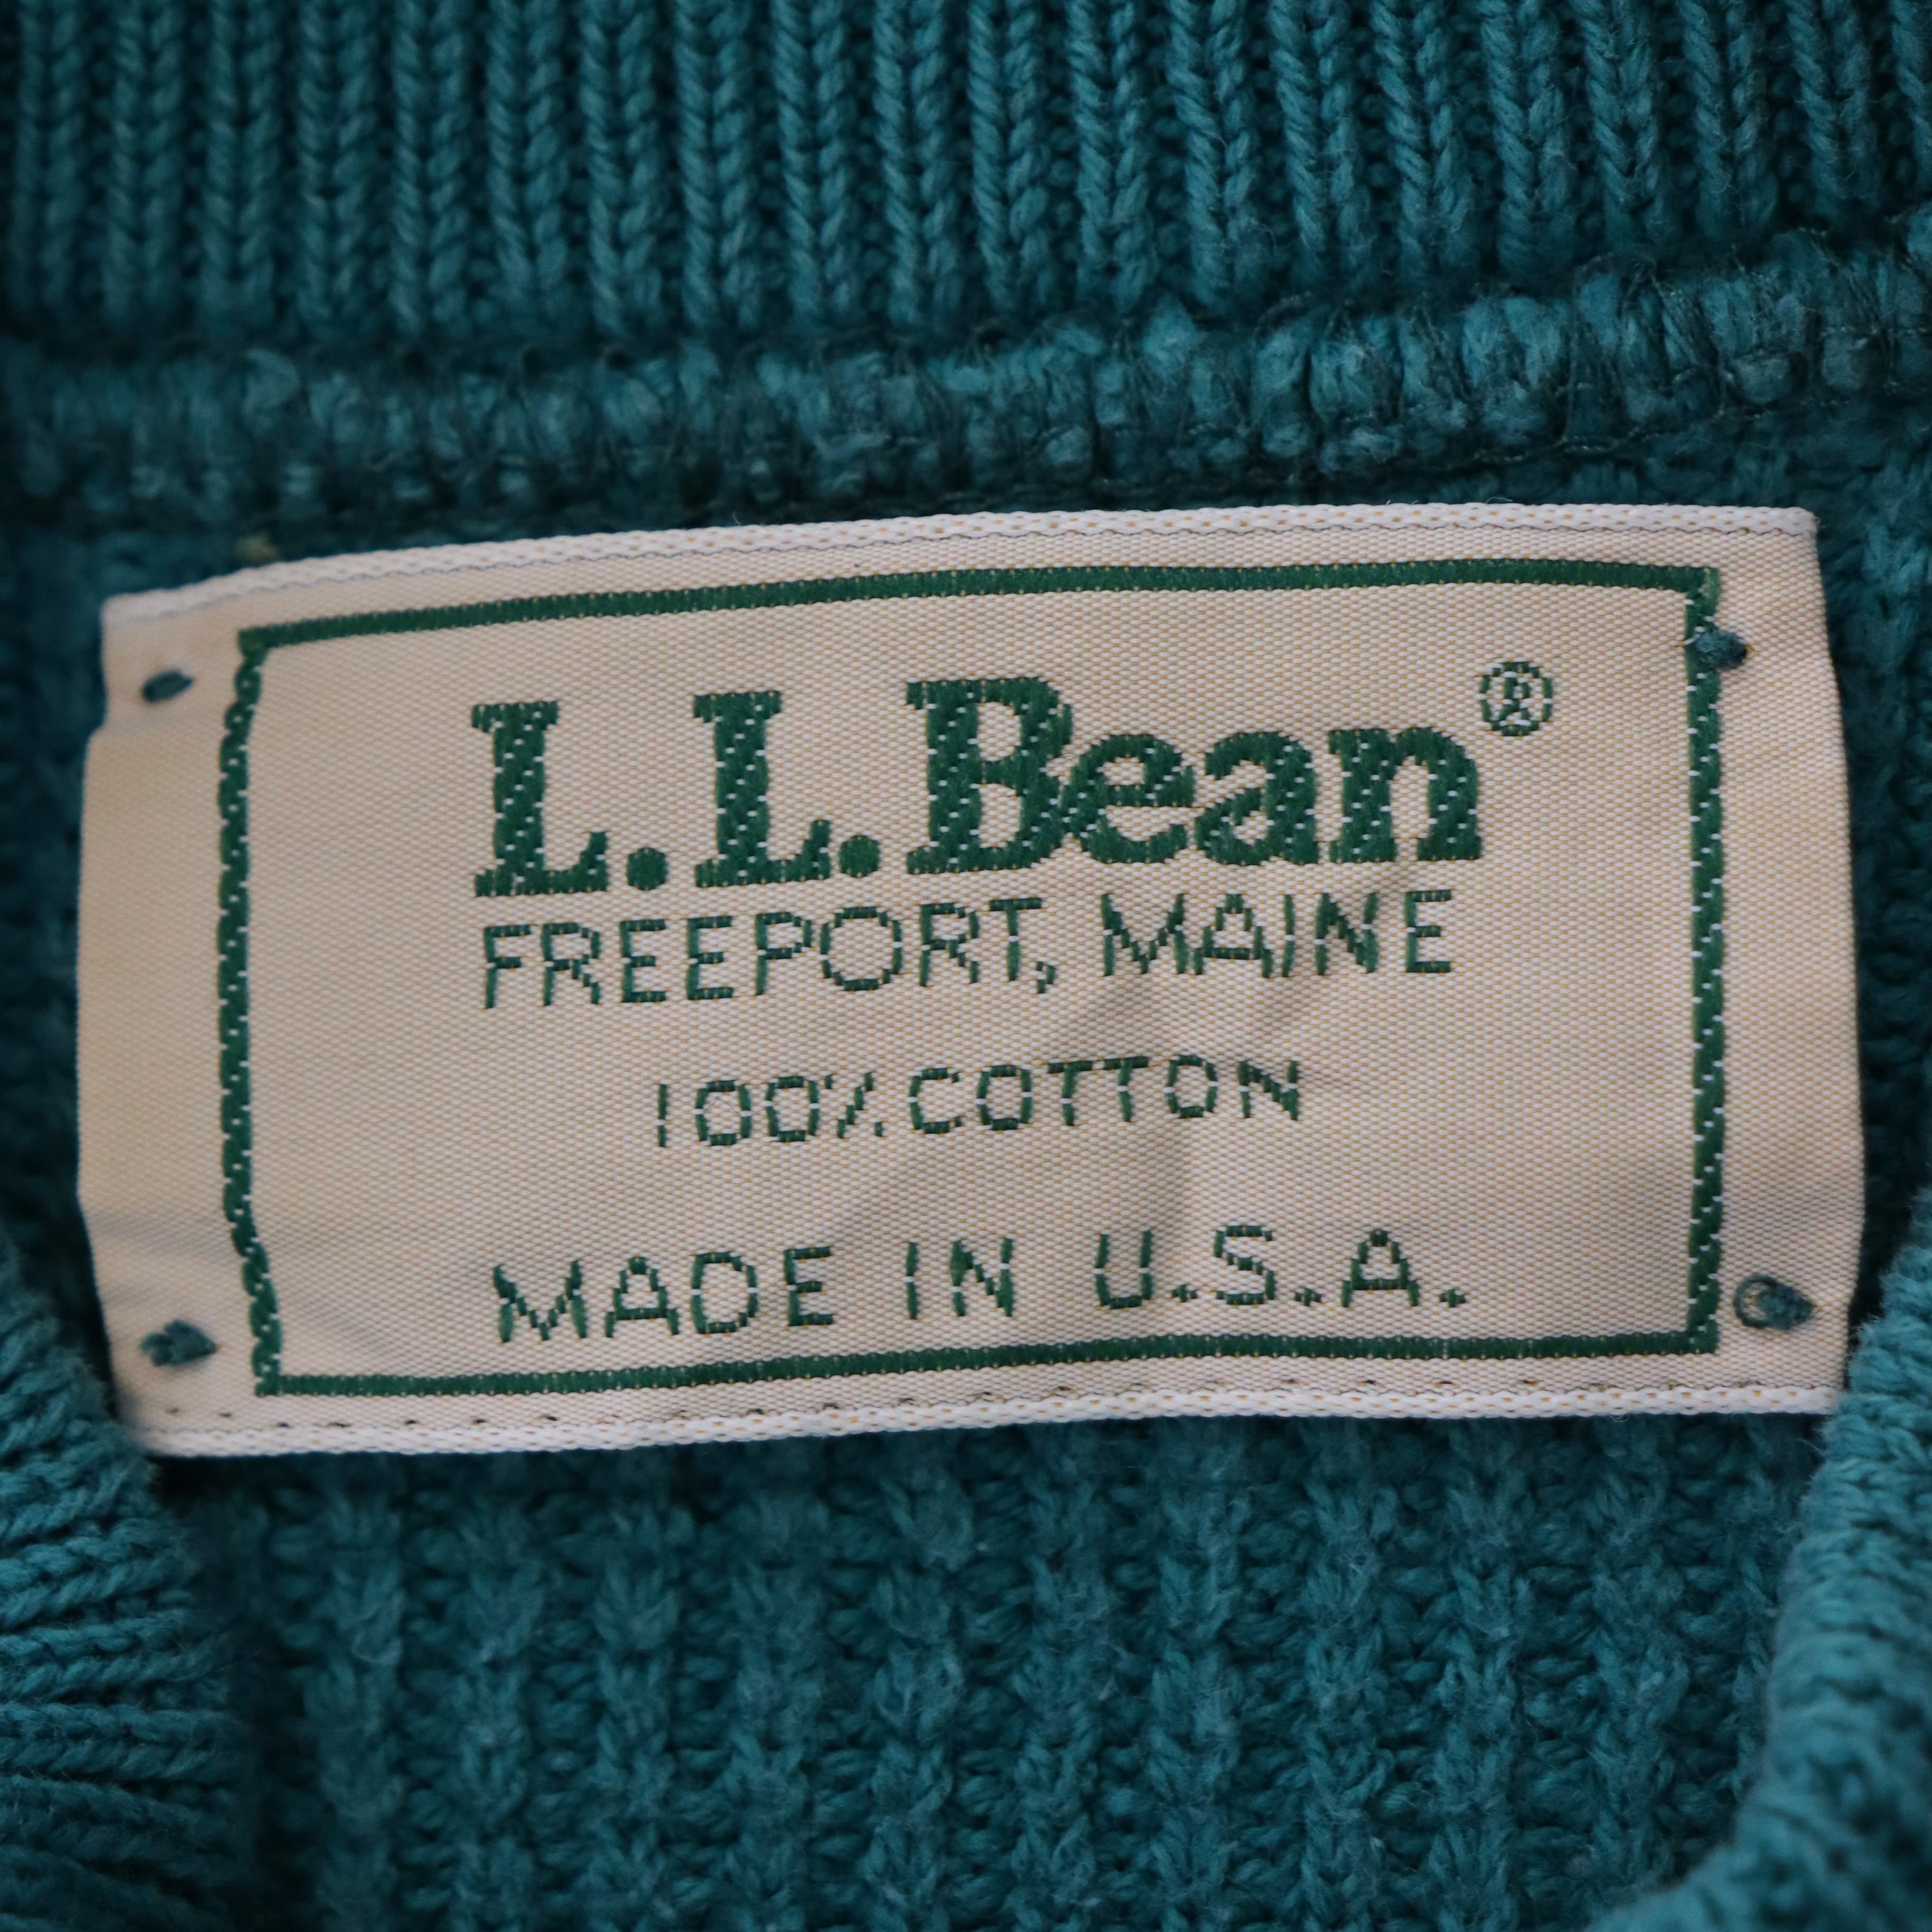 L.L.Bean®
FREEPORT, MAINE
100% COTTON
MADE IN U.S.A.